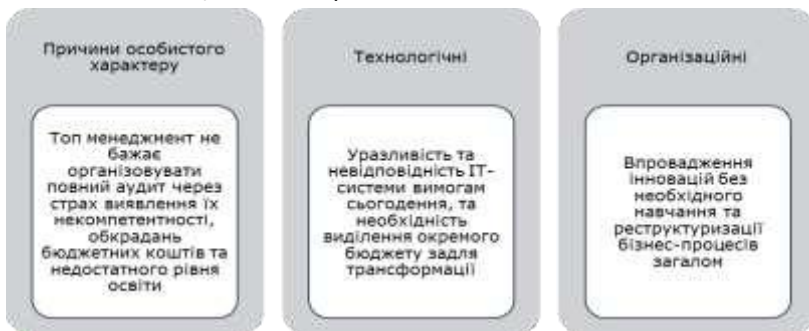 Причини особистого
характеру
Топ менеджмент не
бажає
організовувати
повний аудит через
страх виявлення їх
некомпетентності,
обкрадань
бюджетних коштів та
недостатного рівня
освіти
Технологічні
Уразливість та
невідповідність ІТ-
системи вимогам
сьогодення, та
необхідність
виділення окремого
бюджету задля
трансформації
Організаційні
Впровадження
інновацій без
необхідного
навчання та
реструктуризації
бізнес-процесів
загалом